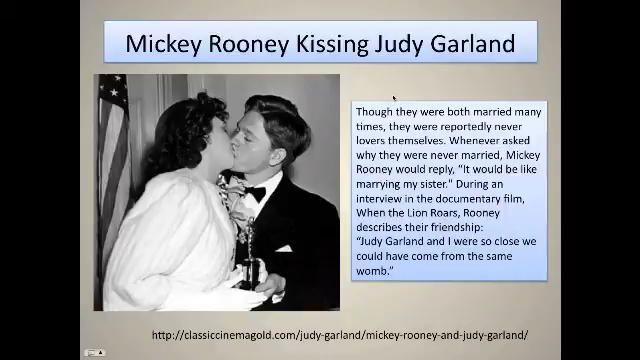 Mickey Rooney Kissing Judy Garland
Though they were both married many
times, they were reportedly never
lovers themselves. Whenever asked
why they were never married, Mickey
Rooney would reply, “It would be like
marrying my sister.” During an
interview in the documentary film,
When the Lion Roars, Rooney
describes their friendship:
“Judy Garland and I were so close we
could have come from the same
womb.”
http://classiccinemagold.com/judy-garland/mickey-rooney-and-judy-garland/